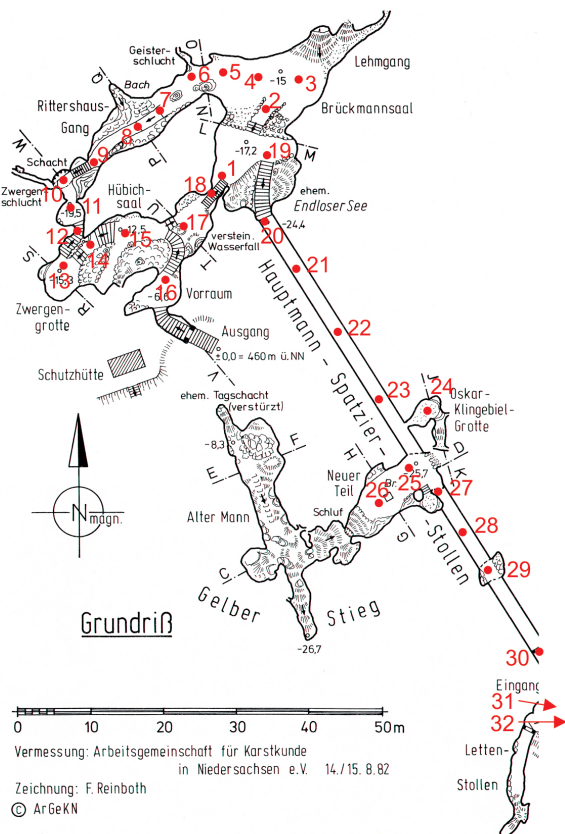 Geister-
schlucht
O
Lehmgang
Q
Bach
6
5
4
-15
3
Rittershaus-
Gang
7
2
Brückmannsaal
N
L
8
P
-17,2
M
W
Schacht
9
19
10
Zwergen-
schlucht
Hübich-
saal
1
18
ehem.
Endloser See
11
-19,5
U
12
12,5
15
17
verstein.
Wasserfall
20
-24,4
14
S
13
-15,3
R
T
21
16
-6,6
Vorraum
Zwergen-
grotte
Ausgang
±0,0 = 460 m ü. NN
22
Schutzhütte
V
Hauptmann - Spatzier-
-Stollen
ehem. Tagschacht
(verstürzt)
23
24
Oskar-
Klingebiel-
Grotte
-8,3
F
E
H
D
K
Neuer
Teil
Br.
-25,7
25
26
27
N
magn.
Alter Mann
Schluf
G
28
C
29
Gelber Stieg
Grundriß
-26,7
30
Eingang
31
32
0 10 20 30 40 50 m
Letten-
Stollen
Vermessung: Arbeitsgemeinschaft für Karstkunde
in Niedersachsen e.V. 14./15. 8. 82
Zeichnung: F. Reinboth
© ArGeKN